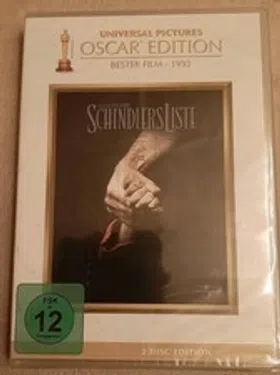 UNIVERSAL PICTURES
OSCAR EDITION
BESTER FILM - 1993
SCHINDLERS LISTE
FSK
12
2-DISC EDITION